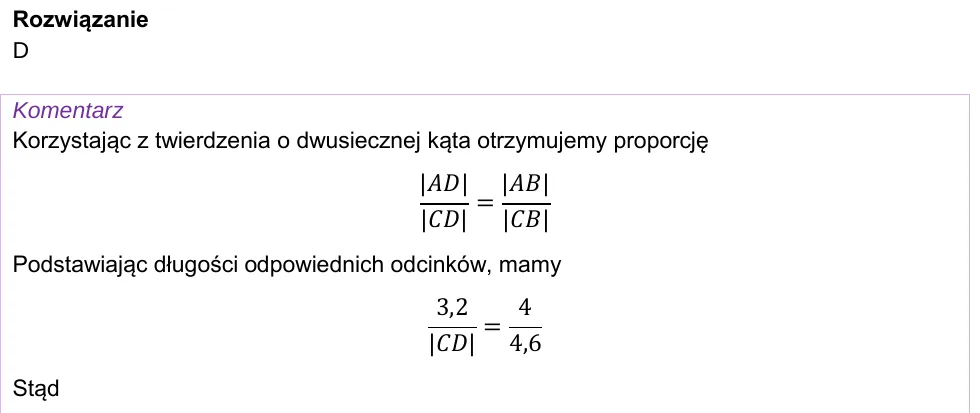 Rozwiązanie
D
Komentarz
Korzystając z twierdzenia o dwusiecznej kąta otrzymujemy proporcję
|AD|/|CD| = |AB|/|CB|
Podstawiając długości odpowiednich odcinków, mamy
3,2/|CD| = 4/4,6
Stąd